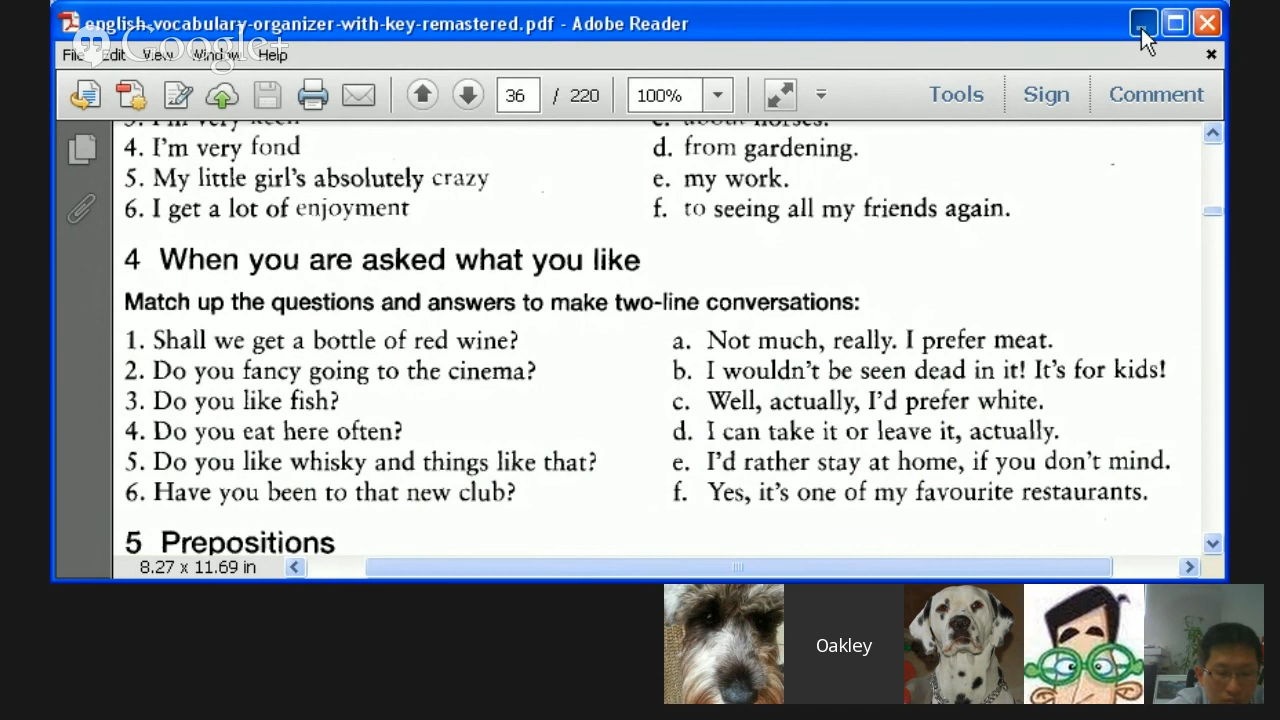 english-vocabulary-organizer-with-key-remastered.pdf - Adobe Reader
Google+
File Edit View Window Help
36 / 220 100% Tools Sign Comment
3. I'm very keen c. about horses.
4. I'm very fond d. from gardening.
5. My little girl's absolutely crazy e. my work.
6. I get a lot of enjoyment f. to seeing all my friends again.
4 When you are asked what you like
Match up the questions and answers to make two-line conversations:
1. Shall we get a bottle of red wine? a. Not much, really. I prefer meat.
2. Do you fancy going to the cinema? b. I wouldn't be seen dead in it! It's for kids!
3. Do you like fish? c. Well, actually, I'd prefer white.
4. Do you eat here often? d. I can take it or leave it, actually.
5. Do you like whisky and things like that? e. I'd rather stay at home, if you don't mind.
6. Have you been to that new club? f. Yes, it's one of my favourite restaurants.
5 Prepositions
8.27 x 11.69 in
Oakley